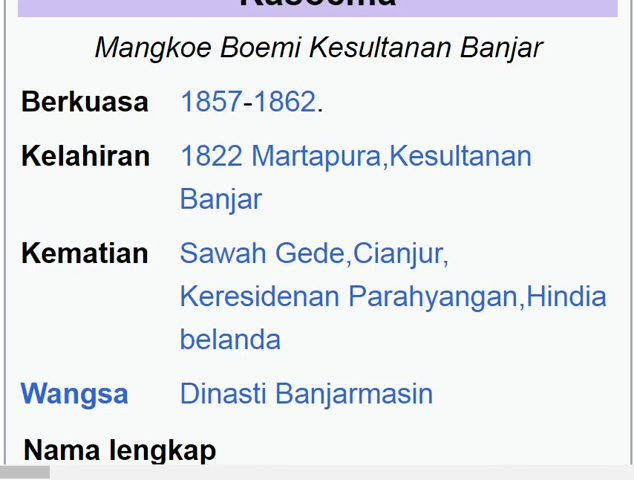 Mangkoe Boemi Kesultanan Banjar
Berkuasa 1857-1862.
Kelahiran 1822 Martapura,Kesultanan
Banjar
Kematian Sawah Gede,Cianjur,
Keresidenan Parahyangan,Hindia
belanda
Wangsa Dinasti Banjarmasin
Nama lengkap